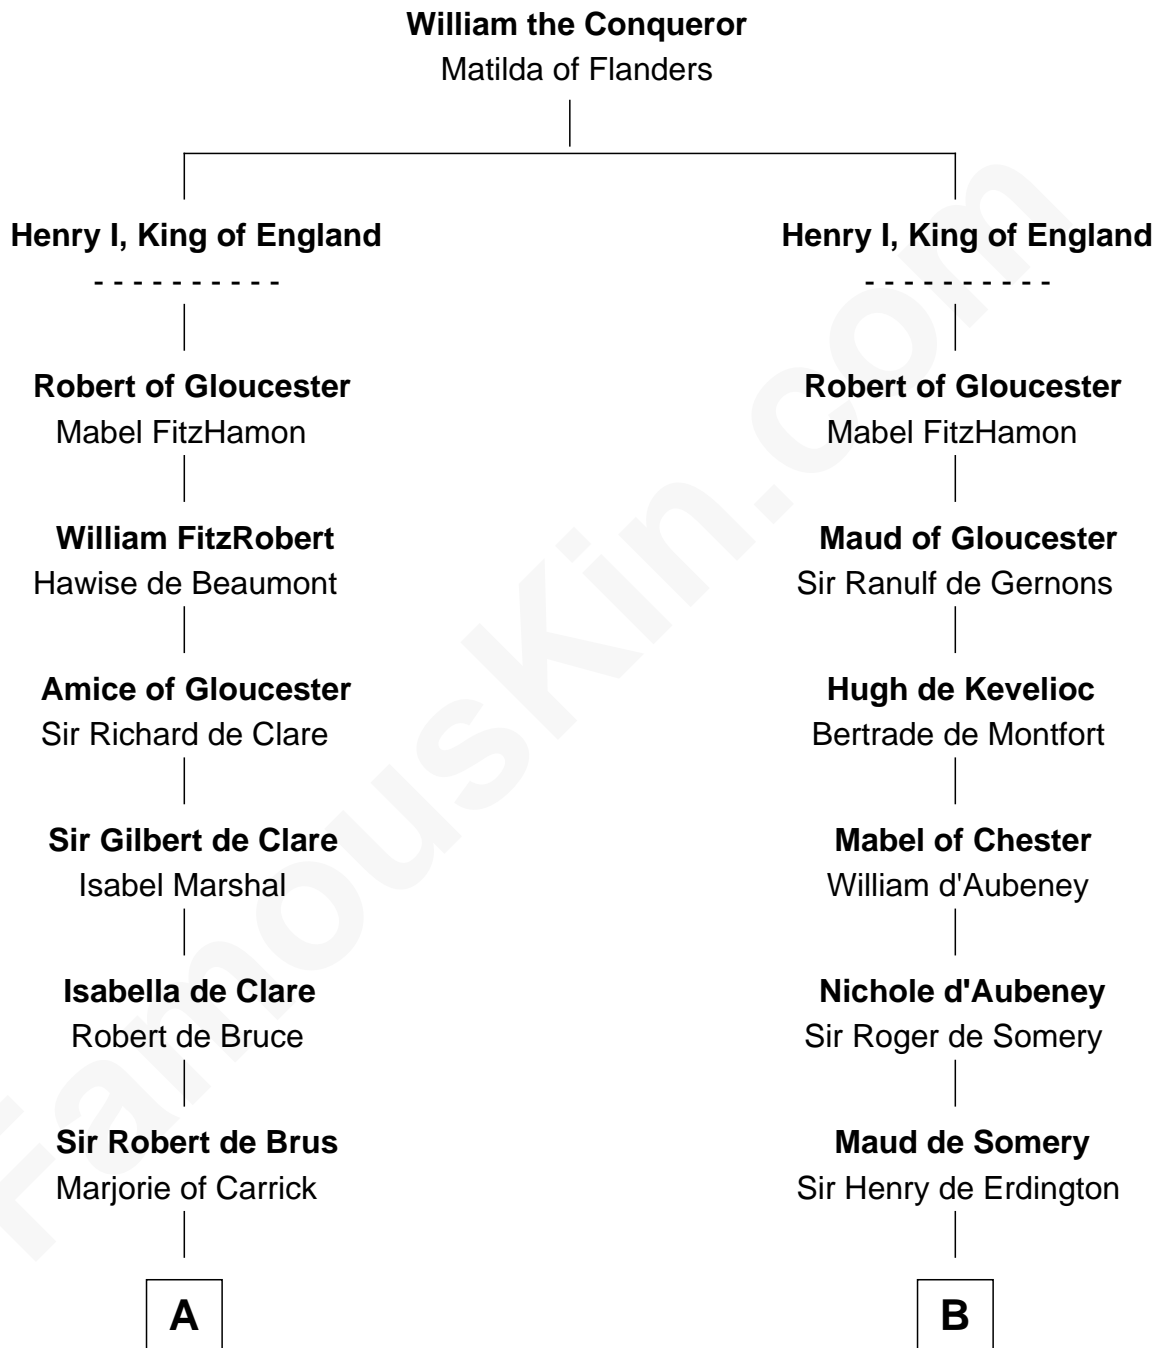 William the Conqueror
Matilda of Flanders
Henry I, King of England
- - - - - - - - - -
Robert of Gloucester
Mabel FitzHamon
William FitzRobert
Hawise de Beaumont
Amice of Gloucester
Sir Richard de Clare
Sir Gilbert de Clare
Isabel Marshal
Isabella de Clare
Robert de Bruce
Sir Robert de Brus
Marjorie of Carrick
A
Henry I, King of England
- - - - - - - - - -
Robert of Gloucester
Mabel FitzHamon
Maud of Gloucester
Sir Ranulf de Gernons
Hugh de Kevelioc
Bertrade de Montfort
Mabel of Chester
William d'Aubeney
Nichole d'Aubeney
Sir Roger de Somery
Maud de Somery
Sir Henry de Erdington
B
FamousKin.com